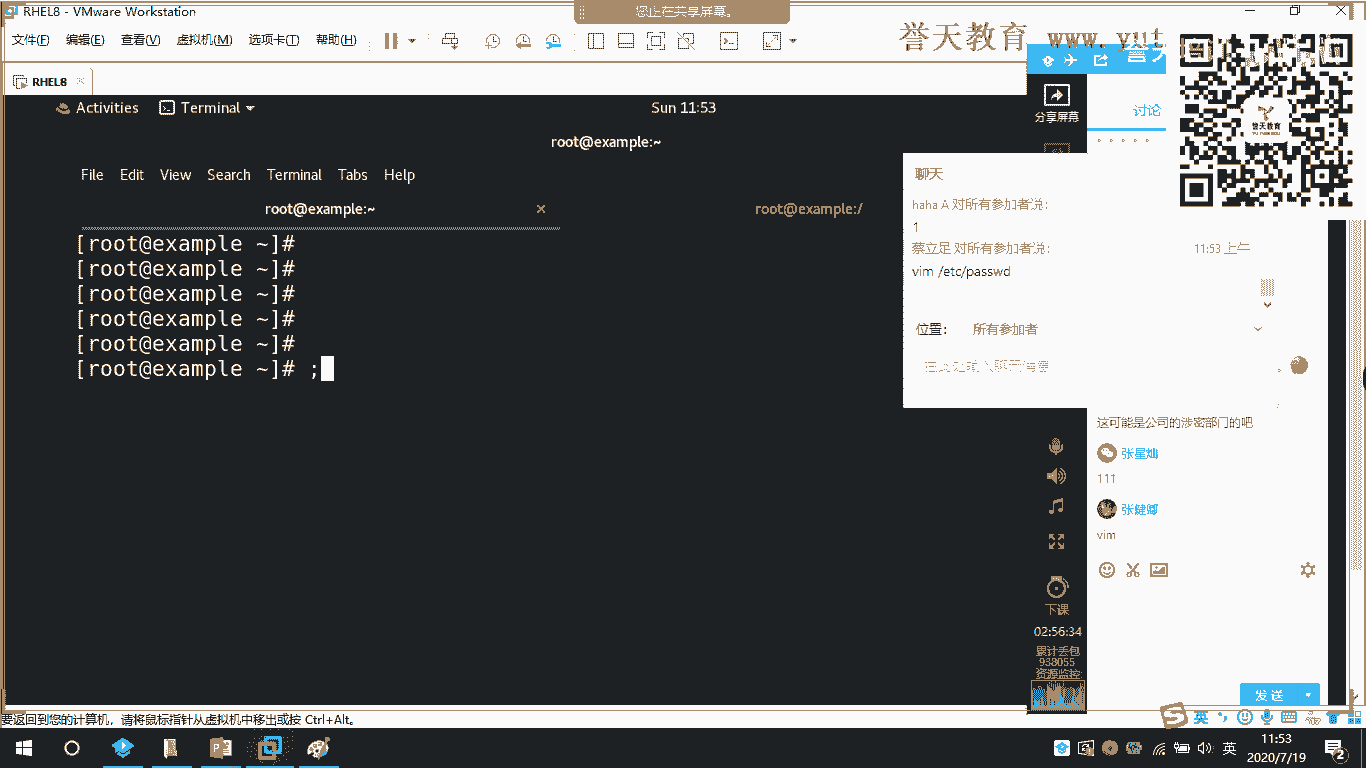 RHEL8 - VMware Workstation
您正在共享屏幕。
文件(F) 编辑(E) 查看(V) 虚拟机(M) 选项卡(T) 帮助(H)
誉天教育 www.yut
RHEL8
Activities Terminal Sun 11:53
root@example:~
File Edit View Search Terminal Tabs Help
root@example:~ root@example:/
[root@example ~]#
[root@example ~]#
[root@example ~]#
[root@example ~]#
[root@example ~]#
[root@example ~]# ;
分享屏幕
讨论
誉天教育
聊天
haha A 对所有参加者说:
1
蔡立足 对所有参加者说: 11:53 上午
vim /etc/passwd
位置: 所有参加者
这可能是公司的涉密部门的吧
张星灿
111
张健卿
vim
下课
02:56:34
累计丢包
938055
资源监控:
发送
要返回到您的计算机，请将鼠标指针从虚拟机中移出或按 Ctrl+Alt。
英
英
11:53
2020/7/19
2